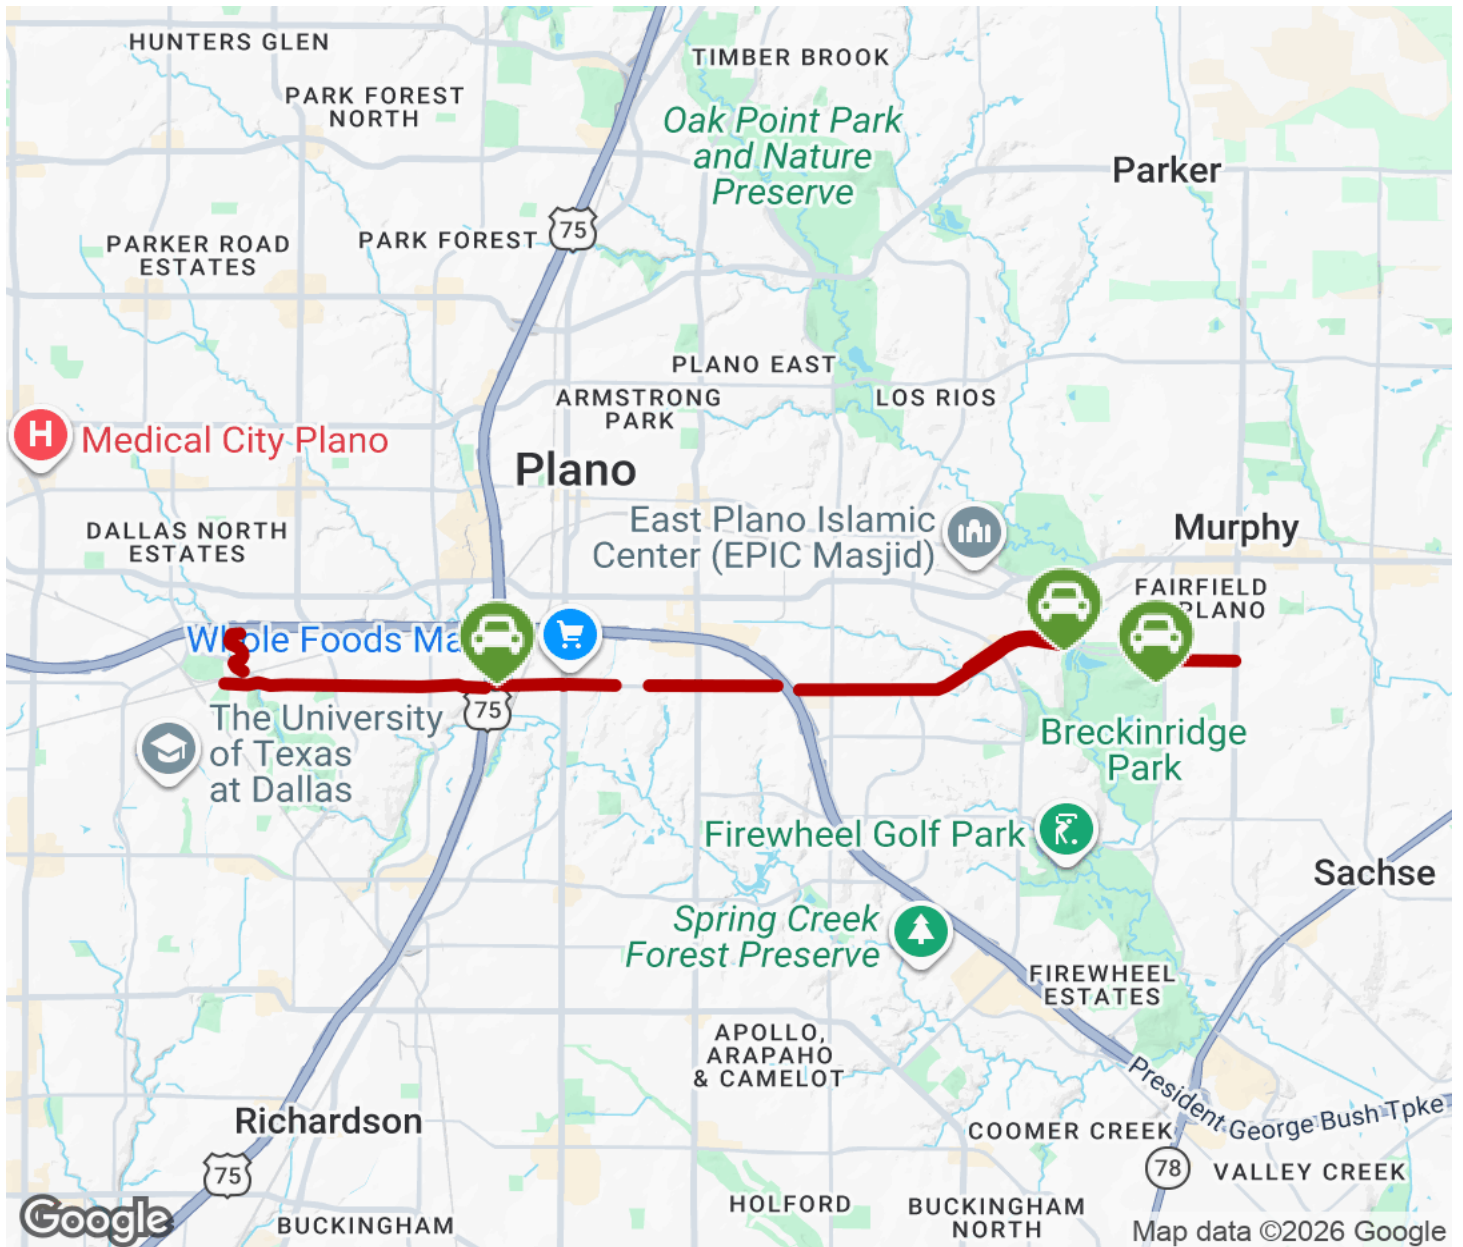 HUNTERS GLEN
TIMBER BROOK
PARK FOREST
NORTH
Oak Point Park
and Nature
Preserve
Parker
PARKER ROAD
ESTATES
PARK FOREST
75
PLANO EAST
ARMSTRONG
PARK
LOS RIOS
H
Medical City Plano
Plano
DALLAS NORTH
ESTATES
East Plano Islamic
Center (EPIC Masjid)
Murphy
FAIRFIELD
PLANO
Whole Foods Ma
75
The University
of Texas
at Dallas
Breckinridge
Park
Firewheel Golf Park
Sachse
Spring Creek
Forest Preserve
FIREWHEEL
ESTATES
APOLLO,
ARAPAHO
& CAMELOT
President George Bush Tpke
Richardson
COOMER CREEK
75
78
VALLEY CREEK
HOLFORD
BUCKINGHAM
NORTH
BUCKINGHAM
Google
Map data ©2026 Google